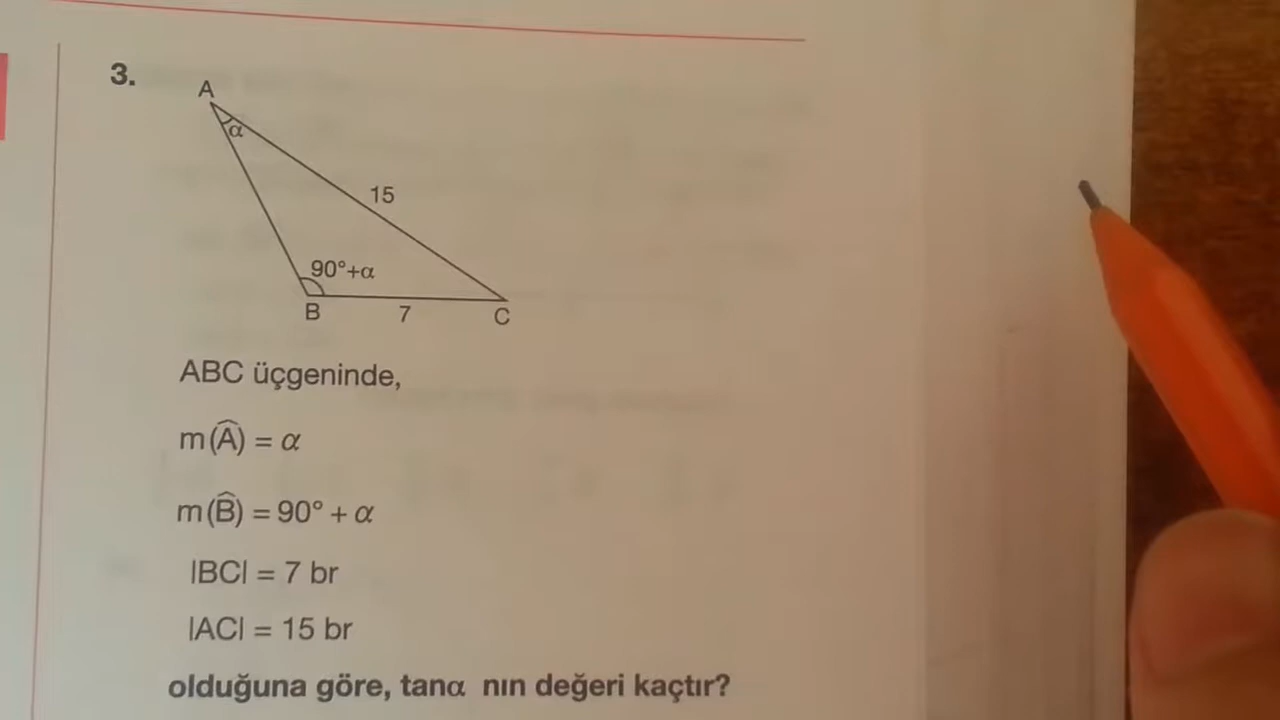 3.
A
α
15
90°+α
B
7
C
ABC üçgeninde,
m(Â) = α
m(B̂) = 90° + α
|BC| = 7 br
|AC| = 15 br
olduğuna göre, tanα nın değeri kaçtır?